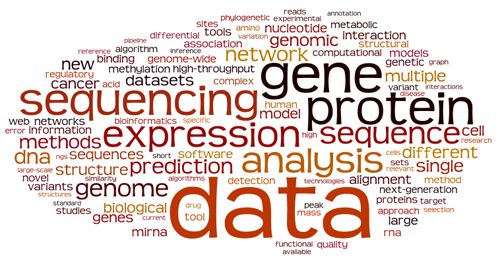 phylogenetic reads annotation
sites amino experimental
differential tools nucleotide metabolic
pipeline variation
reference algorithm association genomic interaction
inference computational structural
new binding genome-wide network gene models
methylation high-throughput genetic graph
regulatory cancer acid datasets complex multiple
variant interactions
sequencing human model protein disease
bioinformatics specific
web networks
error information expression high sequence cell
research
methods
dna ngs sequences short software analysis cells different
large-scale structure prediction sets relevant single
novel similarity algorithms detection technologies alignment method
variants genome data next-generation
structures proteins target
standard biological drug peak approach selection
studies genes current tool mass large
mirna rna
functional quality
available